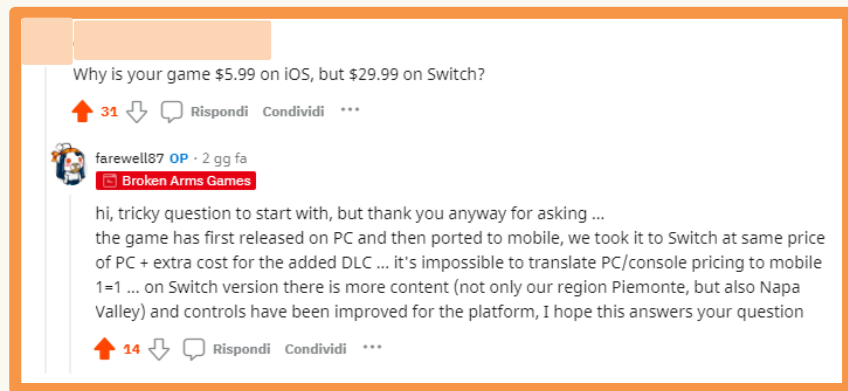 Why is your game $5.99 on iOS, but $29.99 on Switch?
31 Rispondi Condividi ···
farewell87 OP · 2 gg fa
Broken Arms Games
hi, tricky question to start with, but thank you anyway for asking ...
the game has first released on PC and then ported to mobile, we took it to Switch at same price
of PC + extra cost for the added DLC ... it's impossible to translate PC/console pricing to mobile
1=1 ... on Switch version there is more content (not only our region Piemonte, but also Napa
Valley) and controls have been improved for the platform, I hope this answers your question
14 Rispondi Condividi ···